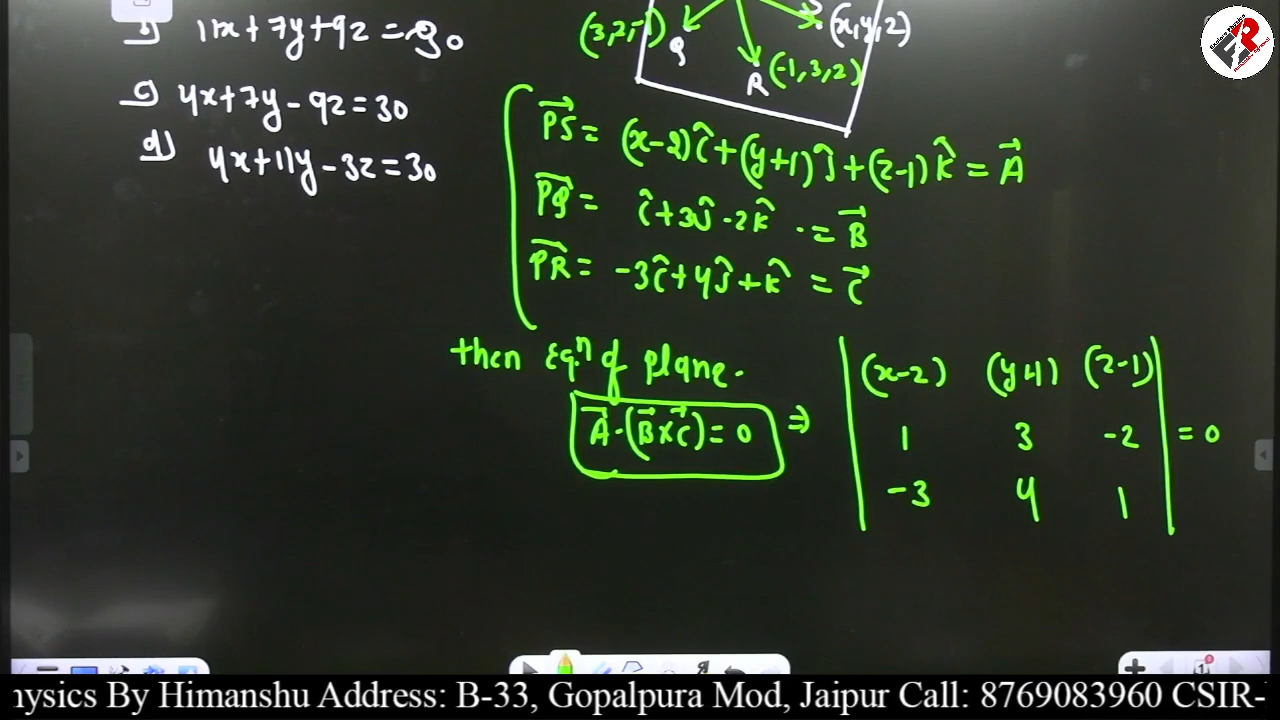 11x+7y+9z=30
c) 4x+7y-9z=30
d) 4x+11y-3z=30
(3,2,-1)
(x,y,z)
Q
R (-1,3,2)
PS⃗ = (x-2)î+(y+1)ĵ+(z-1)k̂ = A⃗
PQ⃗ = î+3ĵ-2k̂ = B⃗
PR⃗ = -3î+4ĵ+k̂ = C⃗
then Eqⁿ of plane.
A⃗·(B⃗×C⃗)=0 ⇒
(x-2) (y+1) (z-1)
1 3 -2 = 0
-3 4 1
hysics By Himanshu Address: B-33, Gopalpura Mod, Jaipur Call: 8769083960 CSIR-